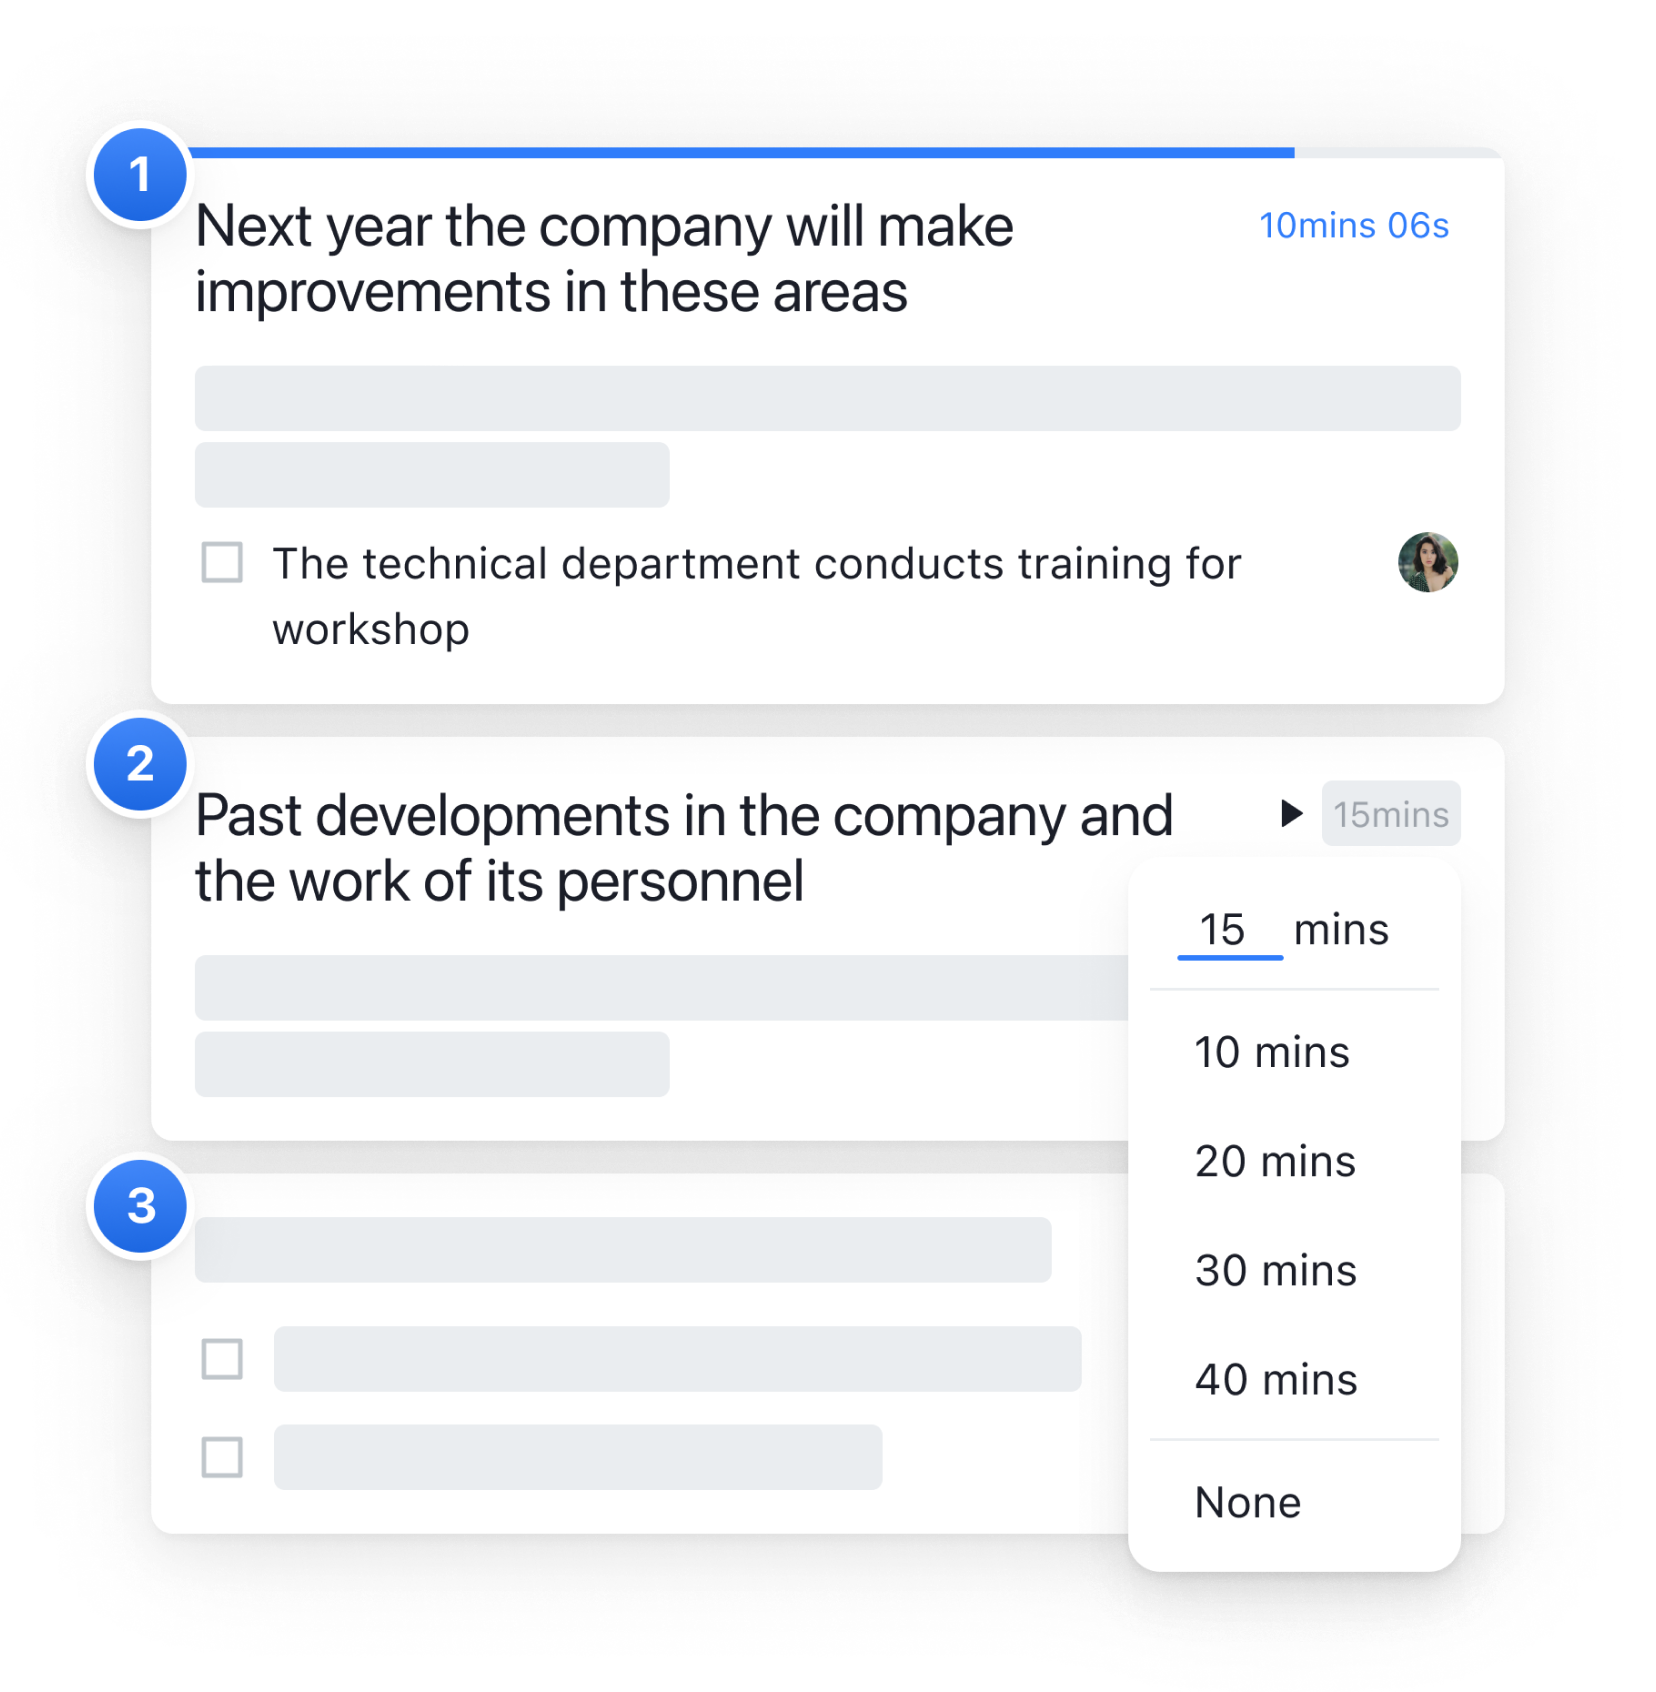 1
Next year the company will make
10mins 06s
improvements in these areas
The technical department conducts training for
workshop
2
Past developments in the company and
15mins
the work of its personnel
15 mins
10 mins
20 mins
3
30 mins
40 mins
None